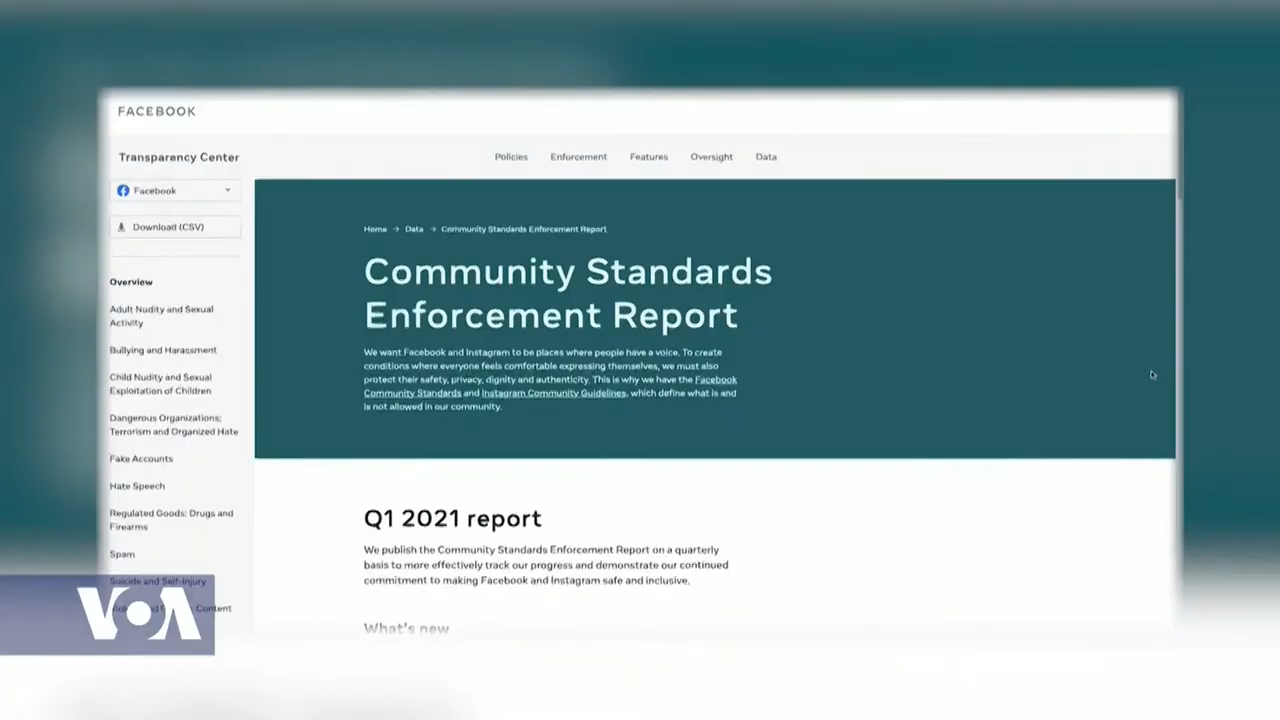 FACEBOOK
Transparency Center
Policies Enforcement Features Oversight Data
Facebook
Download (CSV)
Overview
Adult Nudity and Sexual
Activity
Bullying and Harassment
Child Nudity and Sexual
Exploitation of Children
Dangerous Organizations:
Terrorism and Organized Hate
Fake Accounts
Hate Speech
Regulated Goods: Drugs and
Firearms
Spam
Suicide and Self-Injury
Content
VOA
Home → Data → Community Standards Enforcement Report
Community Standards
Enforcement Report
We want Facebook and Instagram to be places where people have a voice. To create
conditions where everyone feels comfortable expressing themselves, we must also
protect their safety, privacy, dignity and authenticity. This is why we have the Facebook
Community Standards and Instagram Community Guidelines, which define what is and
is not allowed in our community.
Q1 2021 report
We publish the Community Standards Enforcement Report on a quarterly
basis to more effectively track our progress and demonstrate our continued
commitment to making Facebook and Instagram safe and inclusive.
What's new